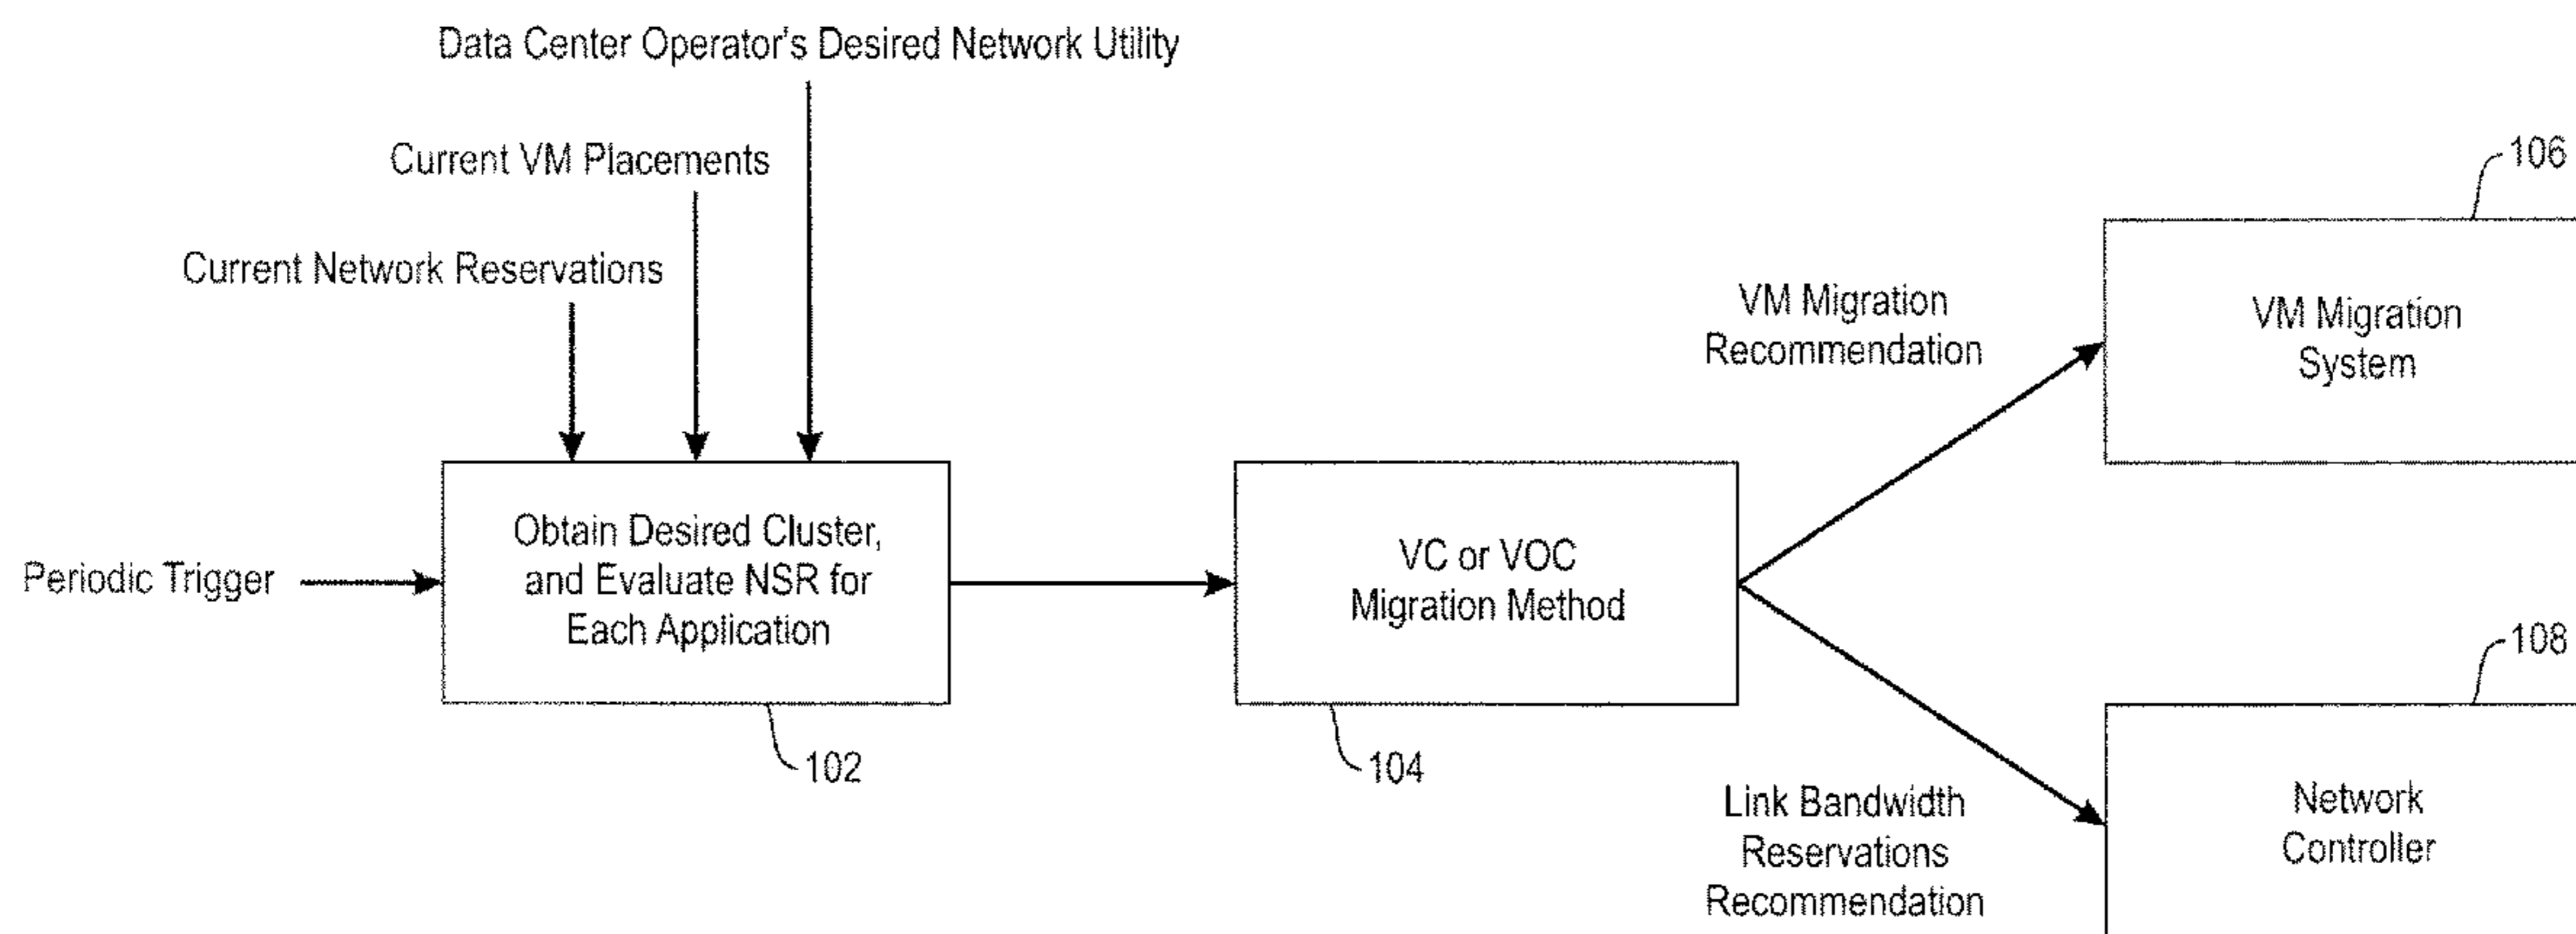 Data Center Operator's Desired Network Utility
Current VM Placements
Current Network Reservations
Periodic Trigger
Obtain Desired Cluster,
and Evaluate NSR for
Each Application
102
VC or VOC
Migration Method
104
VM Migration
Recommendation
106
VM Migration
System
Link Bandwidth
Reservations
Recommendation
108
Network
Controller